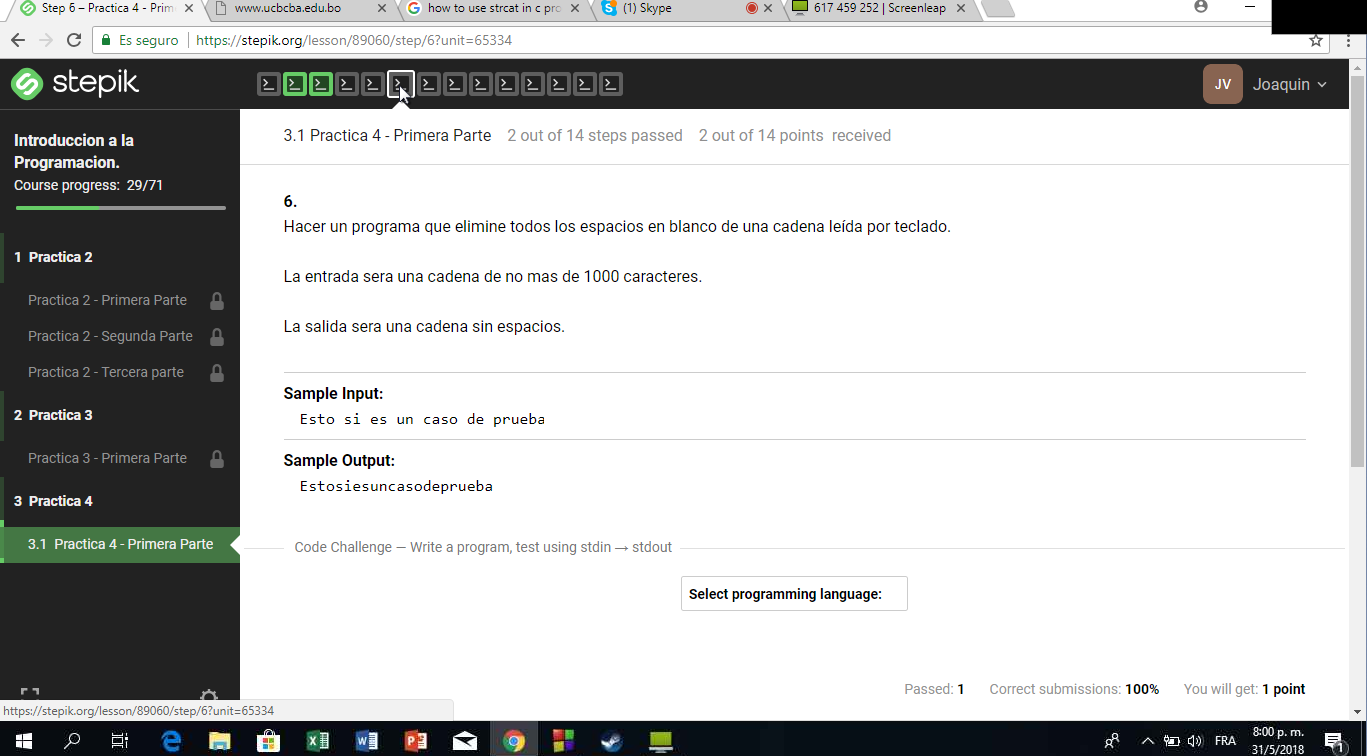 Step 6 – Practica 4 - Prim
www.ucbcba.edu.bo
how to use strcat in c pro
(1) Skype
617 459 252 | Screenleap
Es seguro
https://stepik.org/lesson/89060/step/6?unit=65334
stepik
JV
Joaquin
Introduccion a la
Programacion.
Course progress: 29/71
1 Practica 2
Practica 2 - Primera Parte
Practica 2 - Segunda Parte
Practica 2 - Tercera parte
2 Practica 3
Practica 3 - Primera Parte
3 Practica 4
3.1 Practica 4 - Primera Parte
3.1 Practica 4 - Primera Parte 2 out of 14 steps passed 2 out of 14 points received
6.
Hacer un programa que elimine todos los espacios en blanco de una cadena leída por teclado.
La entrada sera una cadena de no mas de 1000 caracteres.
La salida sera una cadena sin espacios.
Sample Input:
Esto si es un caso de prueba
Sample Output:
Estosiesuncasodeprueba
Code Challenge — Write a program, test using stdin → stdout
Select programming language:
Passed: 1 Correct submissions: 100% You will get: 1 point
https://stepik.org/lesson/89060/step/6?unit=65334
FRA
8:00 p. m.
31/5/2018
1